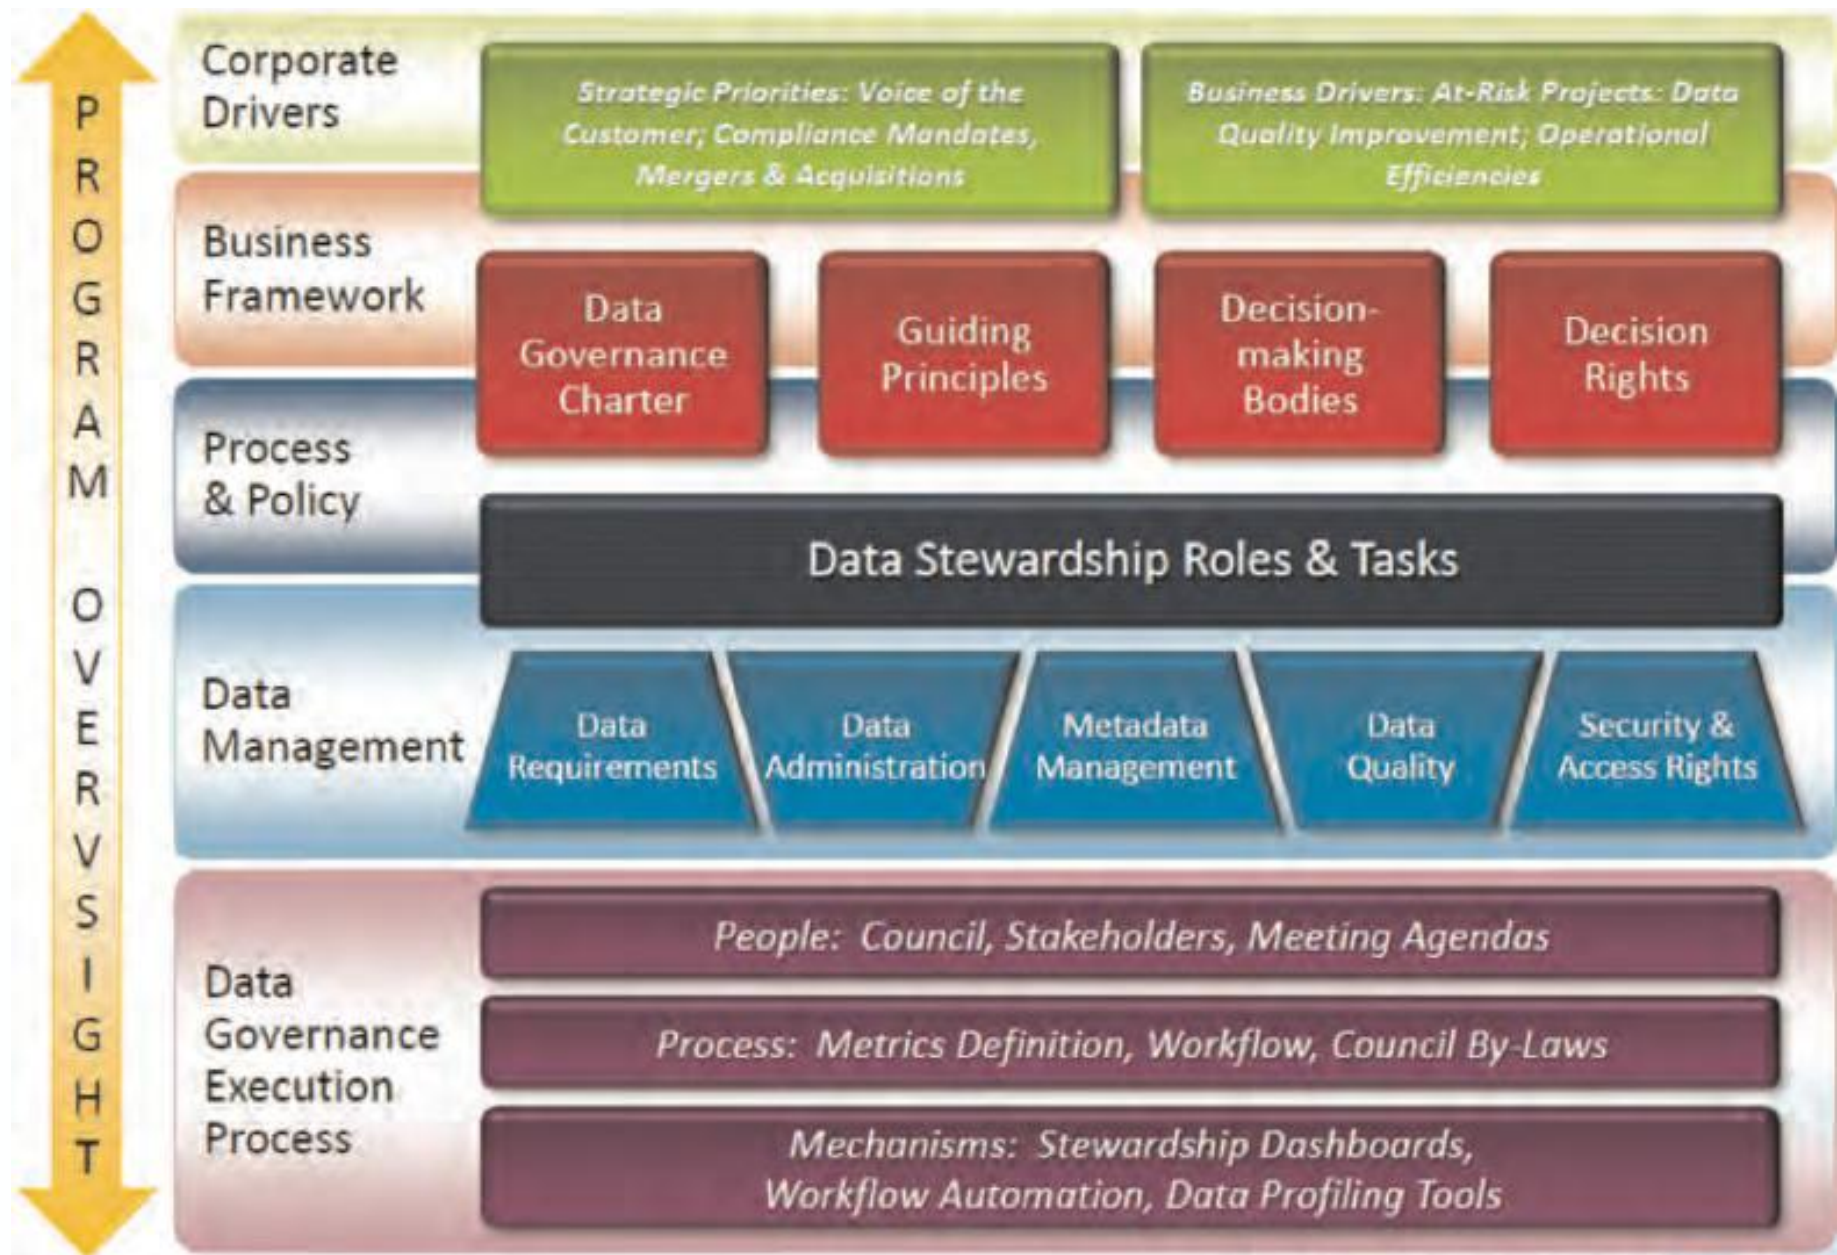 PROGRAM OVERVSIGHT
Corporate
Drivers
Strategic Priorities: Voice of the
Customer; Compliance Mandates,
Mergers & Acquisitions
Business Drivers: At-Risk Projects: Data
Quality Improvement; Operational
Efficiencies
Business
Framework
Data
Governance
Charter
Guiding
Principles
Decision-
making
Bodies
Decision
Rights
Process
& Policy
Data Stewardship Roles & Tasks
Data
Management
Data
Requirements
Data
Administration
Metadata
Management
Data
Quality
Security &
Access Rights
Data
Governance
Execution
Process
People: Council, Stakeholders, Meeting Agendas
Process: Metrics Definition, Workflow, Council By-Laws
Mechanisms: Stewardship Dashboards,
Workflow Automation, Data Profiling Tools